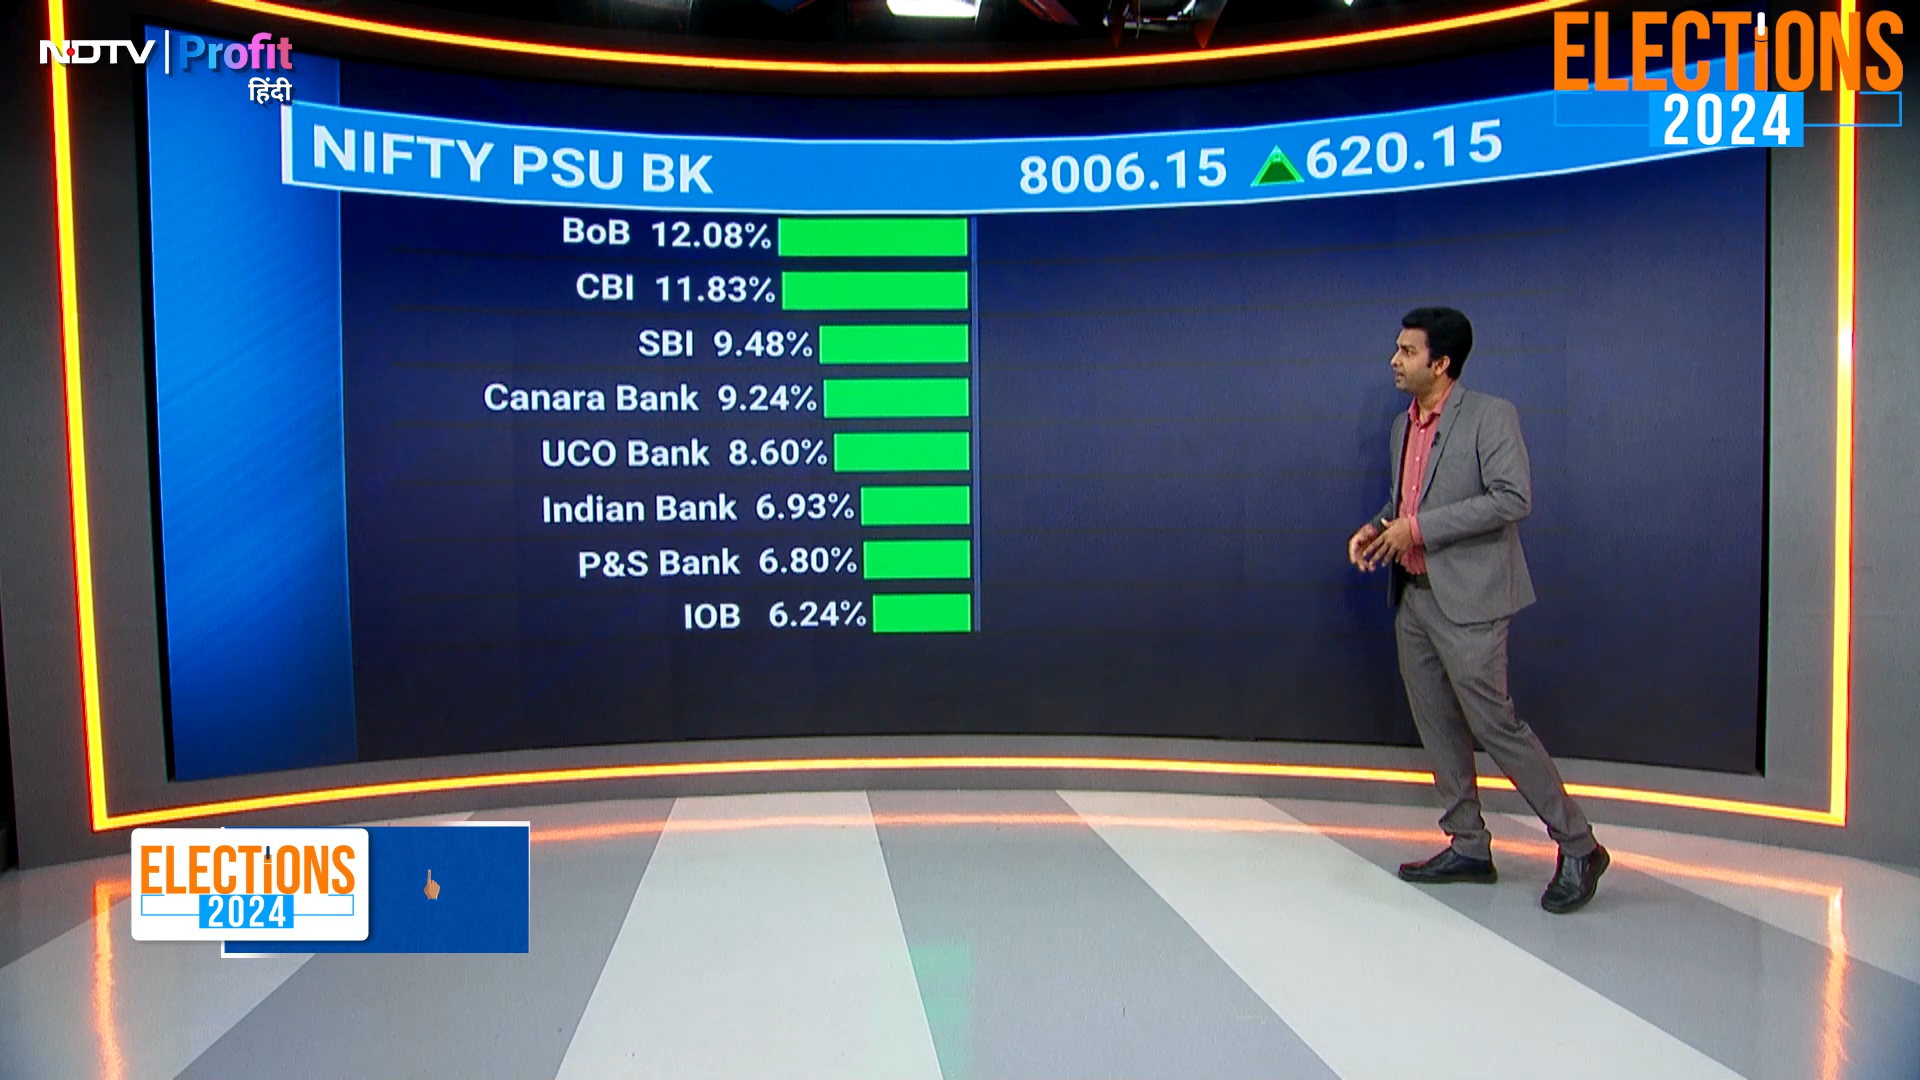 NDTV | Profit
हिंदी
ELECTIONS
2024
NIFTY PSU BK 8006.15 ▲620.15
BoB 12.08%
CBI 11.83%
SBI 9.48%
Canara Bank 9.24%
UCO Bank 8.60%
Indian Bank 6.93%
P&S Bank 6.80%
IOB 6.24%
ELECTIONS
2024